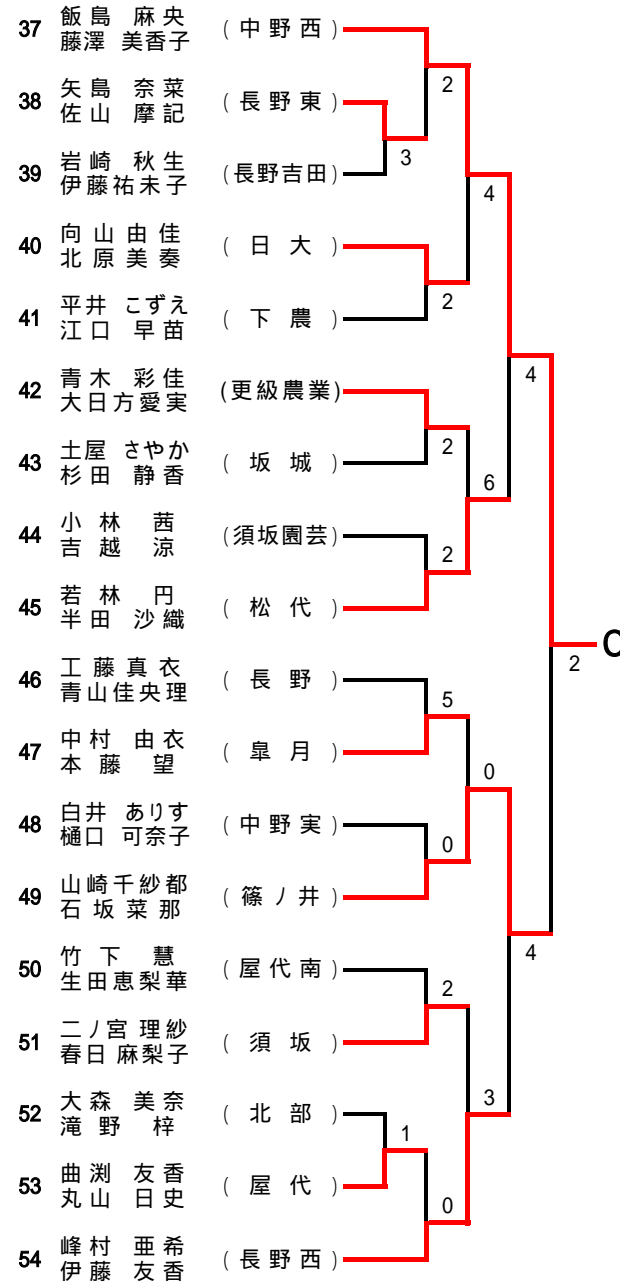 37 飯島 麻央 (中野西)
藤澤 美香子
2
38 矢島 奈菜 (長野東)
佐山 摩記
3
39 岩崎 秋生 (長野吉田)
伊藤祐未子
4
40 向山由佳 (日大)
北原美奏
2
41 平井 こずえ (下農)
江口 早苗
4
42 青木 彩佳 (更級農業)
大日方愛実
2
43 土屋 さやか (坂城)
杉田 静香
6
44 小林 茜 (須坂園芸)
吉越 涼
2
45 若林 円 (松代)
半田 沙織
C
2
46 工藤真衣 (長野)
青山佳央理
5
47 中村 由衣 (皐月)
本藤 望
0
48 白井 ありす (中野実)
樋口 可奈子
0
49 山崎千紗都 (篠ノ井)
石坂菜那
4
50 竹下 慧 (屋代南)
生田恵梨華
2
51 二ノ宮 理紗 (須坂)
春日 麻梨子
3
52 大森 美奈 (北部)
滝野 梓
1
53 曲渕 友香 (屋代)
丸山 日史
0
54 峰村 亜希 (長野西)
伊藤 友香